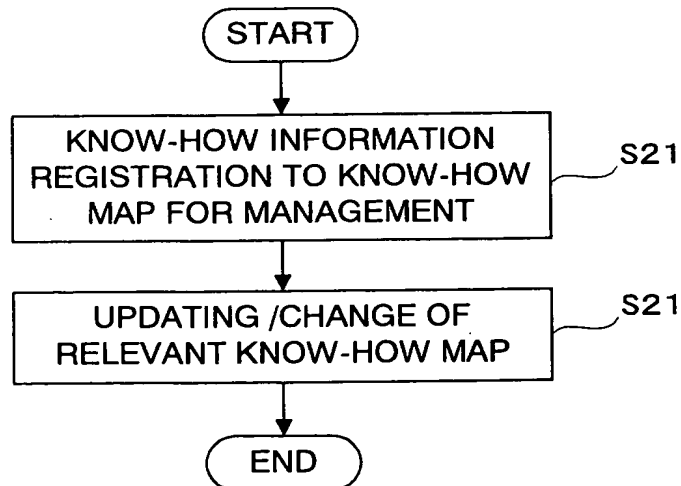 START
KNOW-HOW INFORMATION
REGISTRATION TO KNOW-HOW
MAP FOR MANAGEMENT
S21
UPDATING /CHANGE OF
RELEVANT KNOW-HOW MAP
S21
END